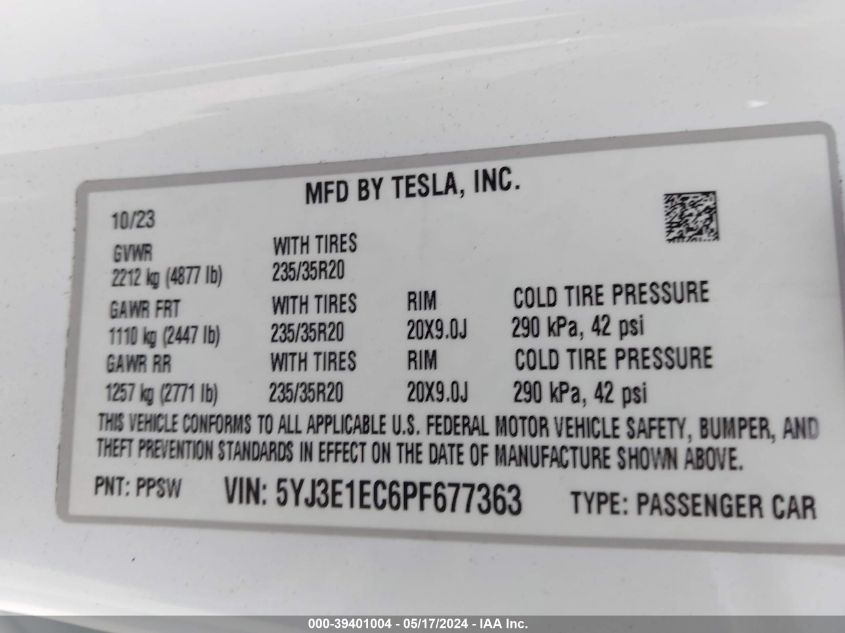 MFD BY TESLA, INC.
10/23
GVWR WITH TIRES
2212 kg (4877 lb) 235/35R20
GAWR FRT WITH TIRES RIM COLD TIRE PRESSURE
1110 kg (2447 lb) 235/35R20 20X9.0J 290 kPa, 42 psi
GAWR RR WITH TIRES RIM COLD TIRE PRESSURE
1257 kg (2771 lb) 235/35R20 20X9.0J 290 kPa, 42 psi
THIS VEHICLE CONFORMS TO ALL APPLICABLE U.S. FEDERAL MOTOR VEHICLE SAFETY, BUMPER, AND
THEFT PREVENTION STANDARDS IN EFFECT ON THE DATE OF MANUFACTURE SHOWN ABOVE.
PNT: PPSW VIN: 5YJ3E1EC6PF677363 TYPE: PASSENGER CAR
000-39401004 - 05/17/2024 - IAA Inc.